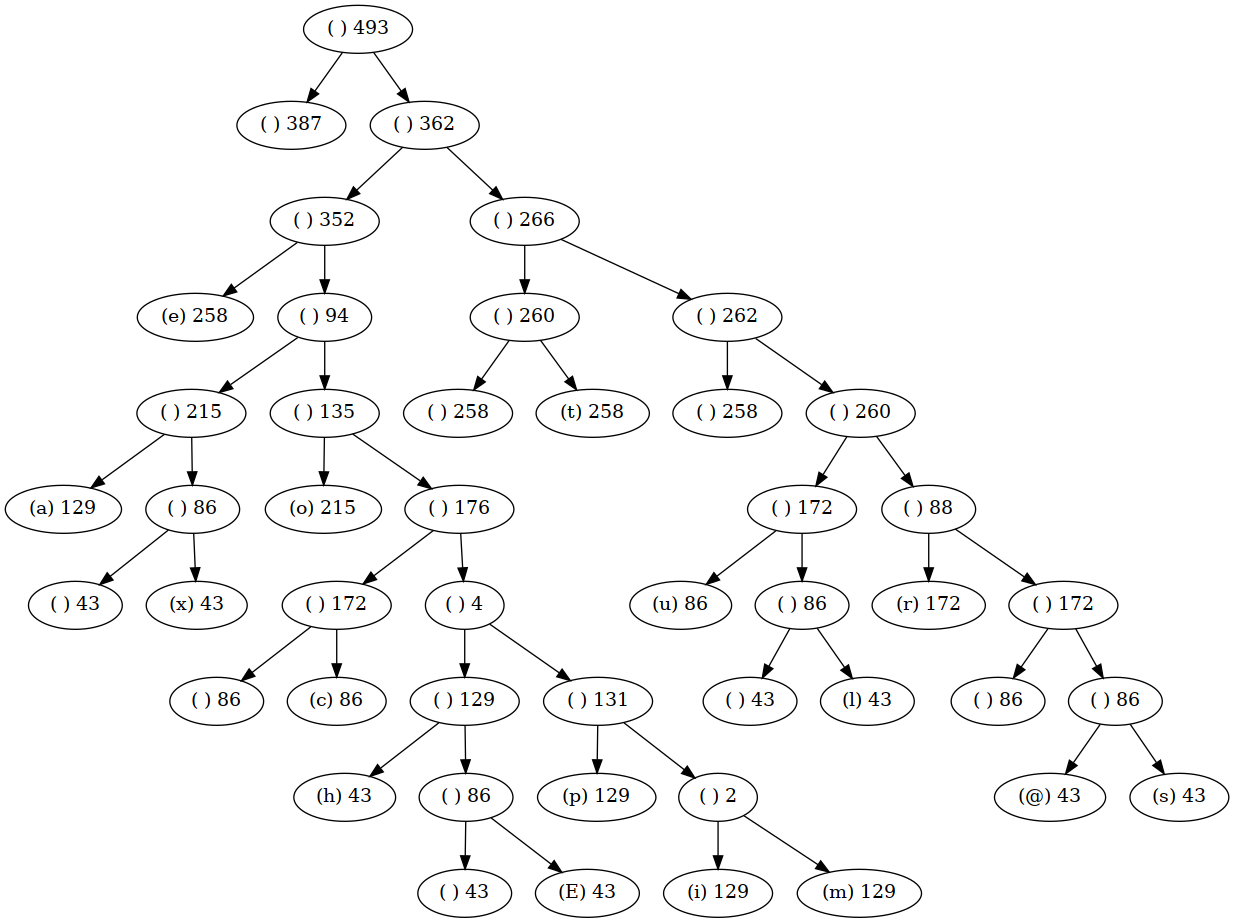 ( ) 493
( ) 387
( ) 362
( ) 352
( ) 266
(e) 258
( ) 94
( ) 260
( ) 262
( ) 215
( ) 135
( ) 258
(t) 258
( ) 258
( ) 260
(a) 129
( ) 86
(o) 215
( ) 176
( ) 172
( ) 88
( ) 43
(x) 43
( ) 172
( ) 4
(u) 86
( ) 86
(r) 172
( ) 172
( ) 86
(c) 86
( ) 129
( ) 131
( ) 43
(l) 43
( ) 86
( ) 86
(h) 43
( ) 86
(p) 129
( ) 2
(@) 43
(s) 43
( ) 43
(E) 43
(i) 129
(m) 129